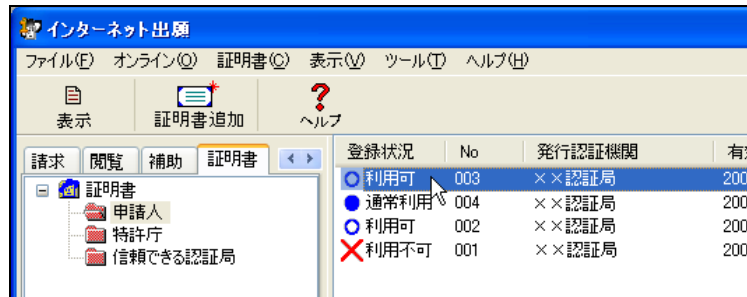 インターネット出願
ファイル(F) オンライン(O) 証明書(C) 表示(V) ツール(T) ヘルプ(H)
表示 証明書追加 ヘルプ
請求 閲覧 補助 証明書
証明書
申請人
特許庁
信頼できる認証局
登録状況 No 発行認証機関 有
利用可 003 ××認証局 200
通常利用 004 ××認証局 200
利用可 002 ××認証局 200
利用不可 001 ××認証局 200